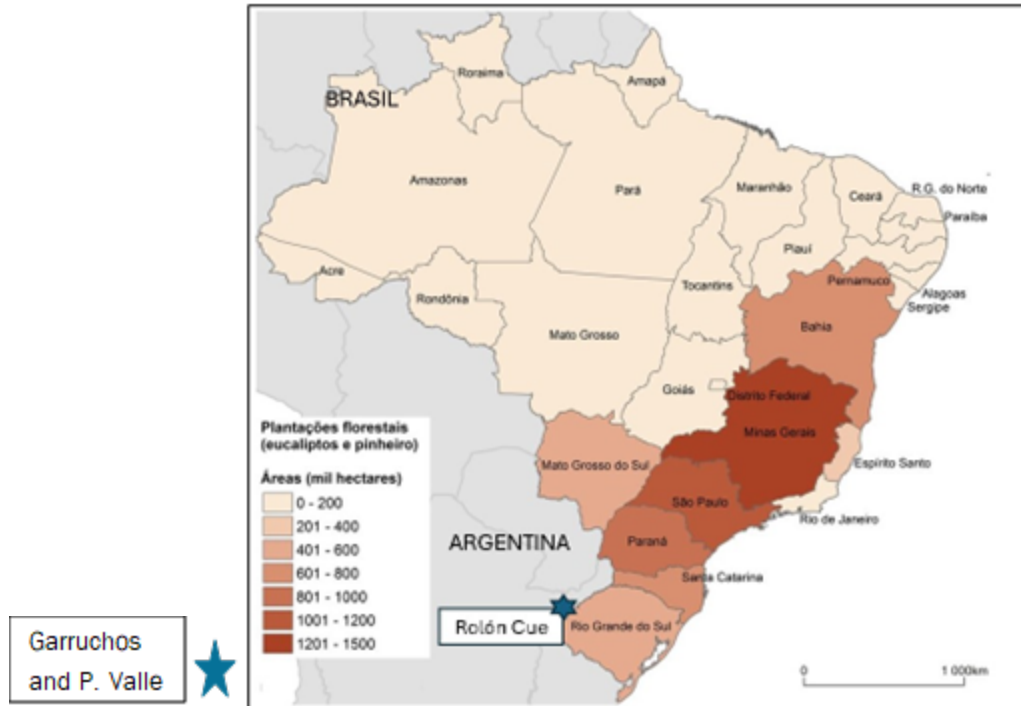 BRASIL
Roraima
Amapá
Amazonas
Pará
Maranhão
Ceará
R.G. do Norte
Paraíba
Piauí
Pernamuco
Alagoas
Sergipe
Acre
Rondônia
Tocantins
Mato Grosso
Bahia
Goiás
Distrito Federal
Minas Gerais
Plantações florestais
(eucaliptos e pinheiro)
Áreas (mil hectares)
0 - 200
201 - 400
401 - 600
601 - 800
801 - 1000
1001 - 1200
1201 - 1500
Mato Grosso do Sul
Espírito Santo
São Paulo
Rio de Janeiro
ARGENTINA
Paraná
Santa Catarina
Rolón Cue
Rio Grande do Sul
0 1 000km
Garruchos
and P. Valle